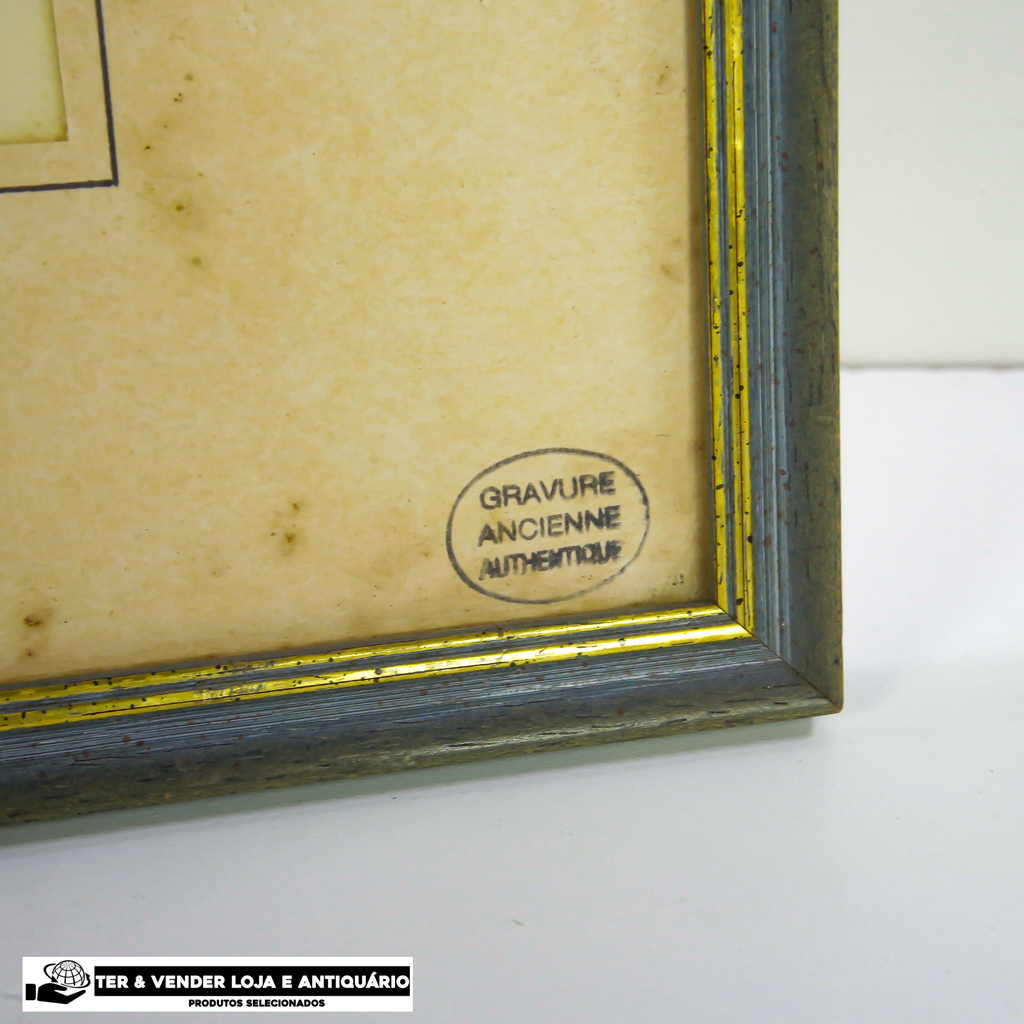 GRAVURE
ANCIENNE
AUTHENTIQUE
TER & VENDER LOJA E ANTIQUÁRIO
PRODUTOS SELECIONADOS